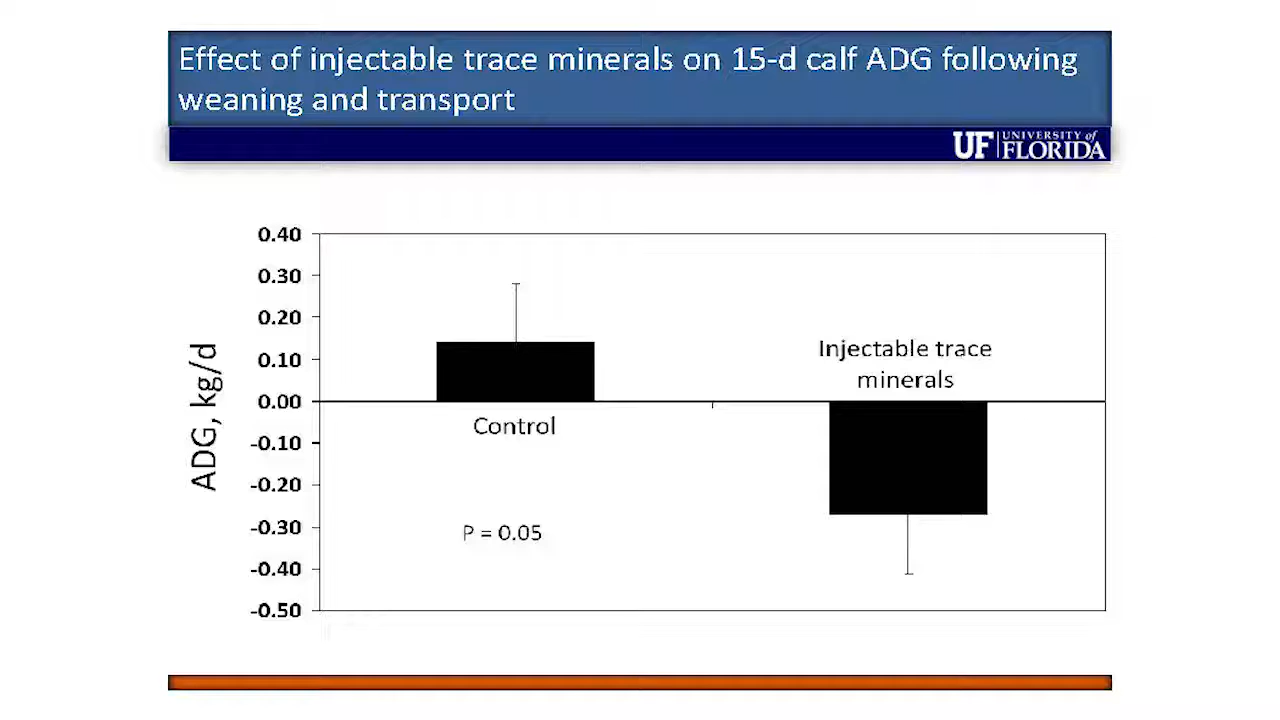 Effect of injectable trace minerals on 15-d calf ADG following
weaning and transport
UF UNIVERSITY of
FLORIDA
0.40
0.30
0.20
0.10
0.00
-0.10
-0.20
-0.30
-0.40
-0.50
ADG, kg/d
Control
Injectable trace
minerals
P = 0.05